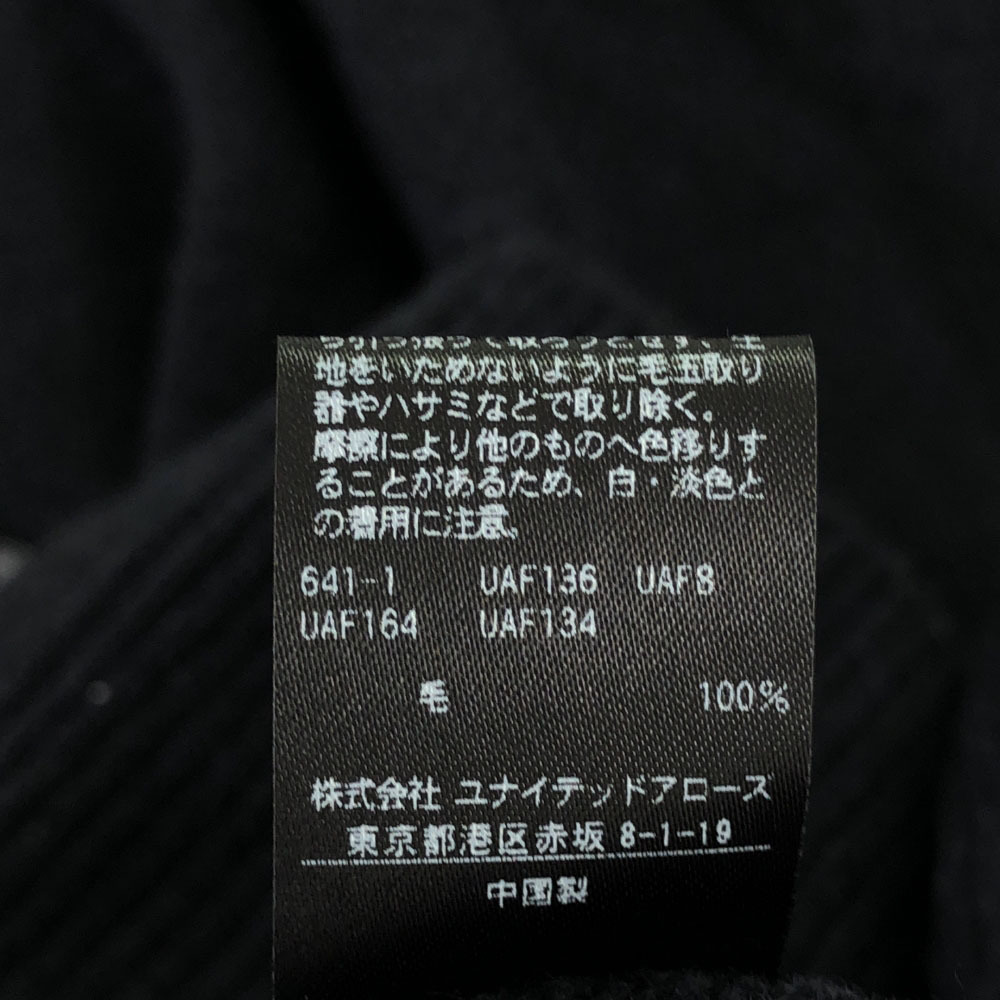 地をいためないように毛玉取り
器やハサミなどで取り除く。
摩擦により他のものへ色移りす
ることがあるため、白・淡色と
の着用に注意。
641-1 UAF136 UAF8
UAF164 UAF134
毛 100%
株式会社 ユナイテッドアローズ
東京都港区赤坂 8-1-19
中国製